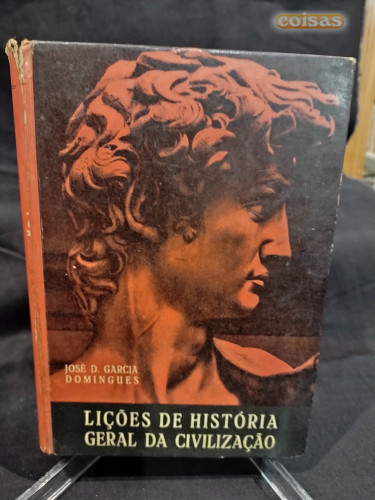 coisas
JOSÉ D. GARCIA
DOMINGUES
LIÇÕES DE HISTÓRIA
GERAL DA CIVILIZAÇÃO